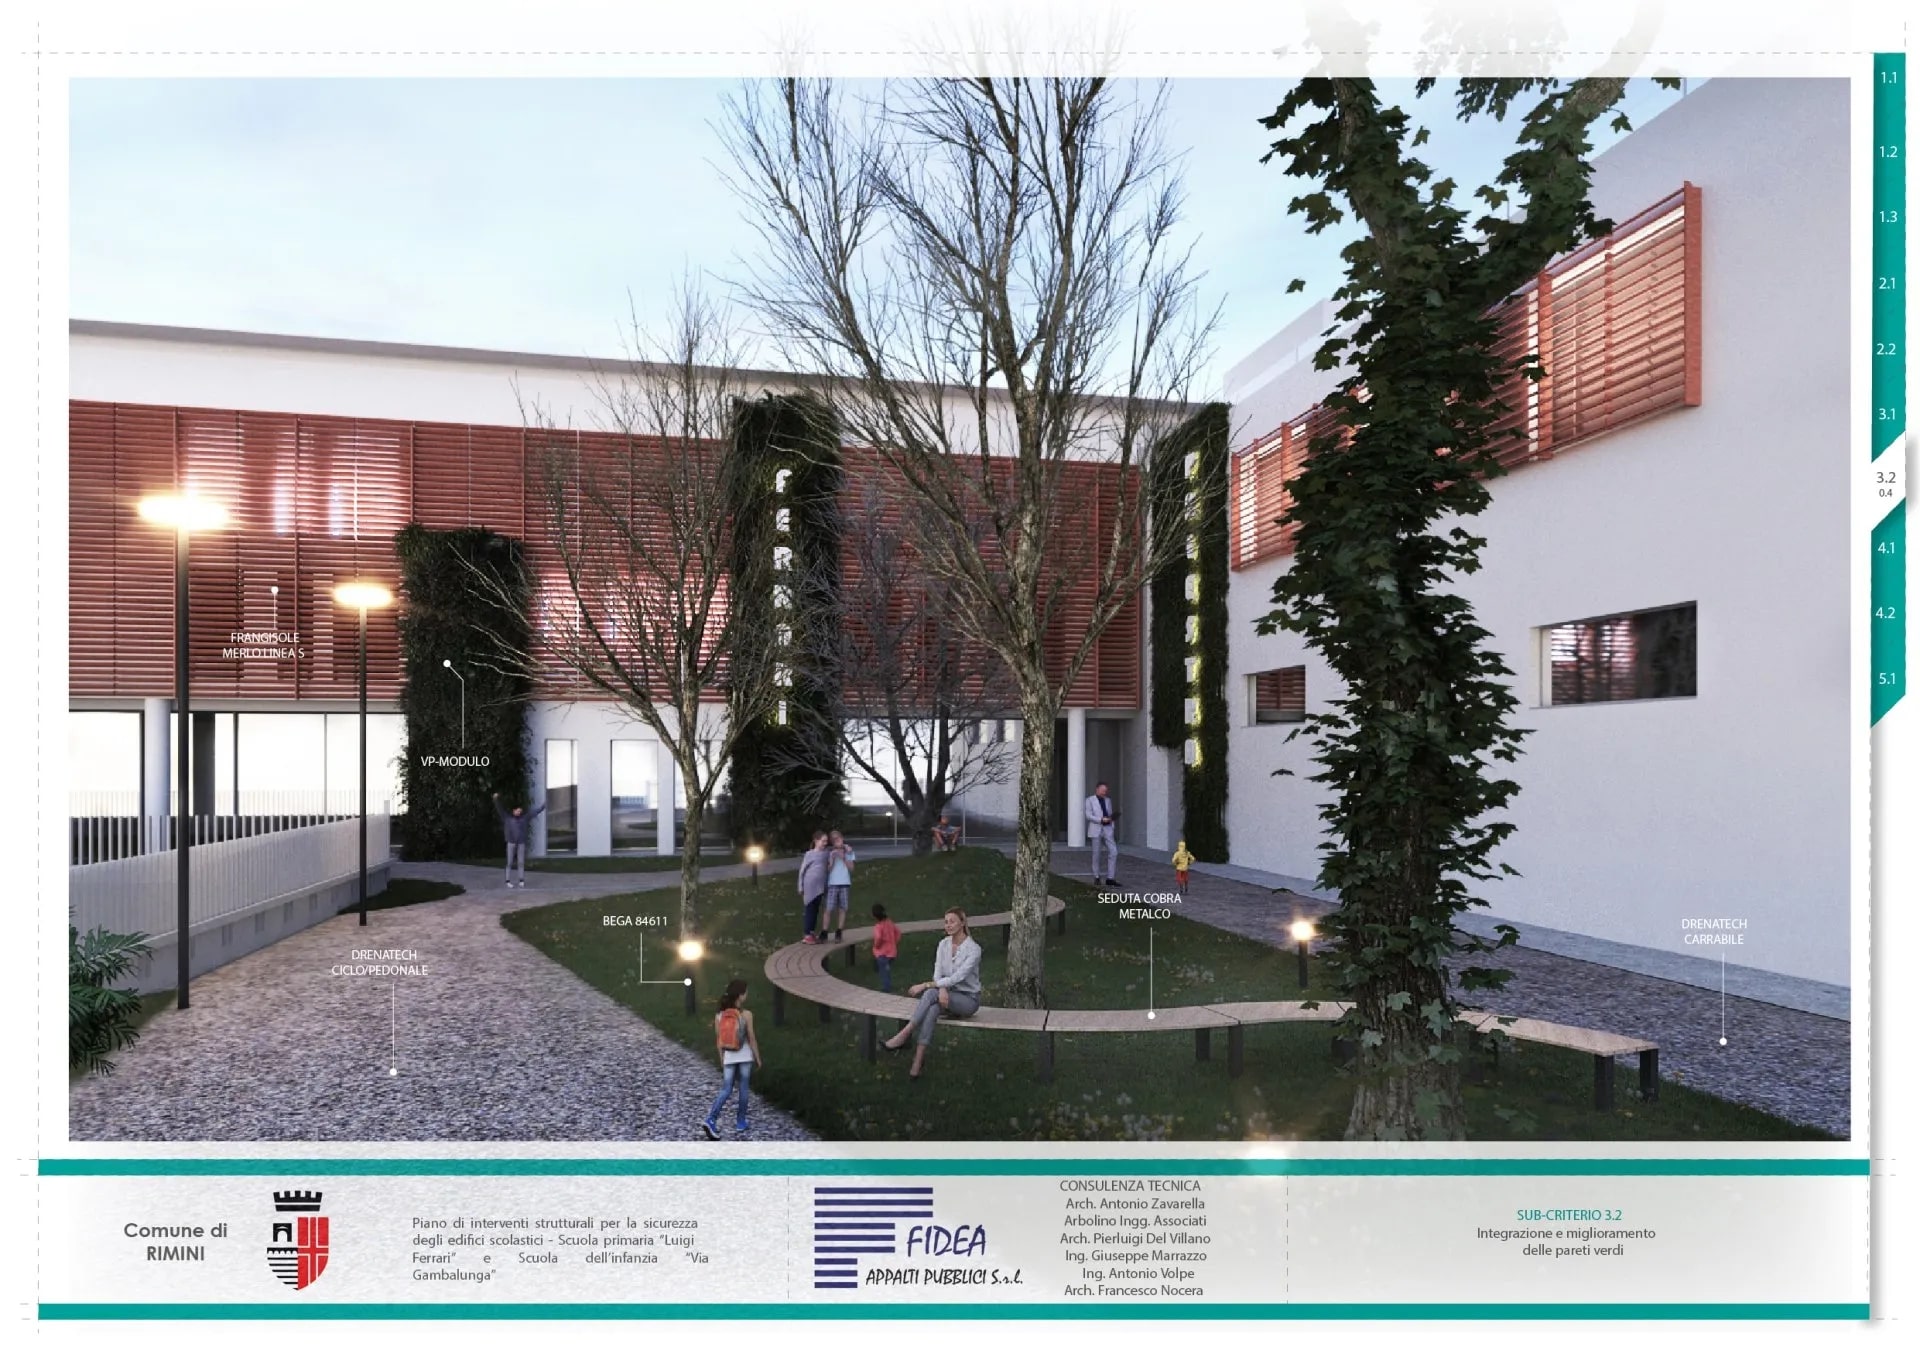 1.1
1.2
1.3
2.1
2.2
3.1
3.2
0.4
4.1
4.2
5.1
FERRARI
FRANGISOLE
MERLO LINEA S
VP-MODULO
BEGA 84611
SEDUTA COBRA
METALCO
DRENATECH
CARRABILE
DRENATECH
CICLO/PEDONALE
Comune di
RIMINI
Piano di interventi strutturali per la sicurezza
degli edifici scolastici - Scuola primaria "Luigi
Ferrari" e Scuola dell'infanzia "Via
Gambalunga"
FIDEA
APPALTI PUBBLICI S.r.l.
CONSULENZA TECNICA
Arch. Antonio Zavarella
Arbolino Ingg. Associati
Arch. Pierluigi Del Villano
Ing. Giuseppe Marrazzo
Ing. Antonio Volpe
Arch. Francesco Nocera
SUB-CRITERIO 3.2
Integrazione e miglioramento
delle pareti verdi